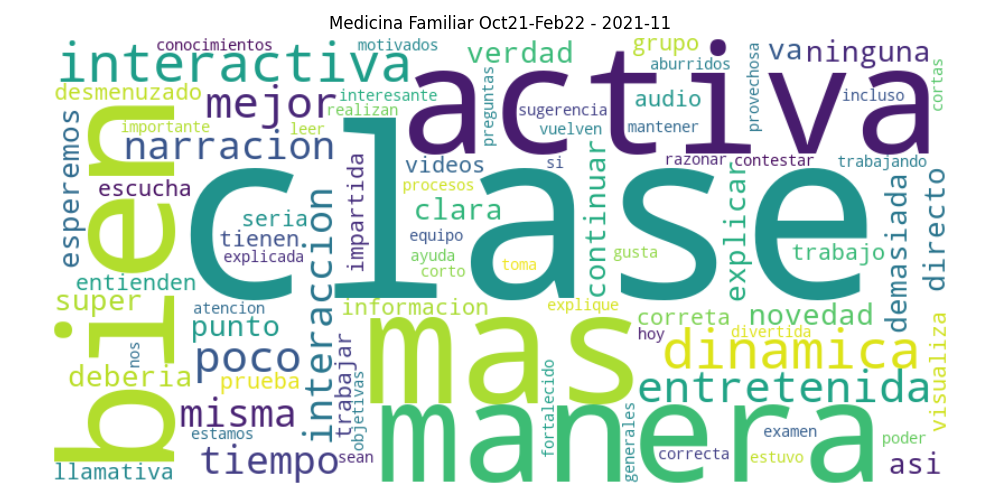 Medicina Familiar Oct21-Feb22 - 2021-11
conocimientos
motivados
interactiva
verdad
grupo
aburridos
provechosa
va
ninguna
cortas
desmenuzado
mejor
interesante
realizan
activa
preguntas
sugerencia
audio
incluso
importante
leer
vuelven
mantener
esperemos
bien
narracion
clase
videos
si
razonar
contestar
trabajando
escucha
impartida
procesos
continuar
explicar
demasiada
directo
seria
interaccion
clara
tienen
equipo
explicada
ayuda
corto
toma
gusta
trabajo
entienden
super
atencion
informacion
explique
correta
novedad
punto
mas
hoy
divertida
visualiza
nos
poco
trabajar
dinamica
deberia
prueba
objetivas
entretenida
misma
manera
fortalecido
generales
estamos
examen
poder
llamativa
tiempo
sean
correcta
estuvo
asi